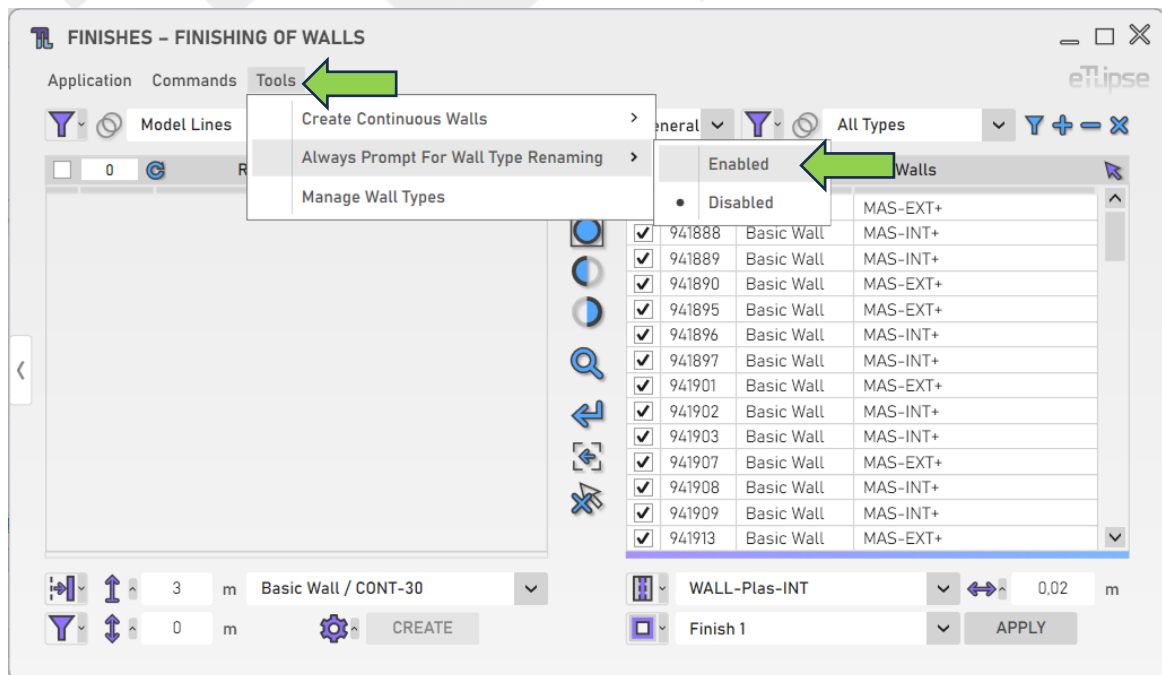 FINISHES – FINISHING OF WALLS
Application Commands Tools
eTLipse
Model Lines
eneral
All Types
Create Continuous Walls
Always Prompt For Wall Type Renaming
Manage Wall Types
Enabled
Disabled
0
R
Walls
MAS-EXT+
941888 Basic Wall MAS-INT+
941889 Basic Wall MAS-INT+
941890 Basic Wall MAS-EXT+
941895 Basic Wall MAS-EXT+
941896 Basic Wall MAS-INT+
941897 Basic Wall MAS-INT+
941901 Basic Wall MAS-EXT+
941902 Basic Wall MAS-INT+
941903 Basic Wall MAS-INT+
941907 Basic Wall MAS-EXT+
941908 Basic Wall MAS-INT+
941909 Basic Wall MAS-INT+
941913 Basic Wall MAS-EXT+
3 m Basic Wall / CONT-30
WALL-Plas-INT 0,02 m
0 m CREATE
Finish 1 APPLY